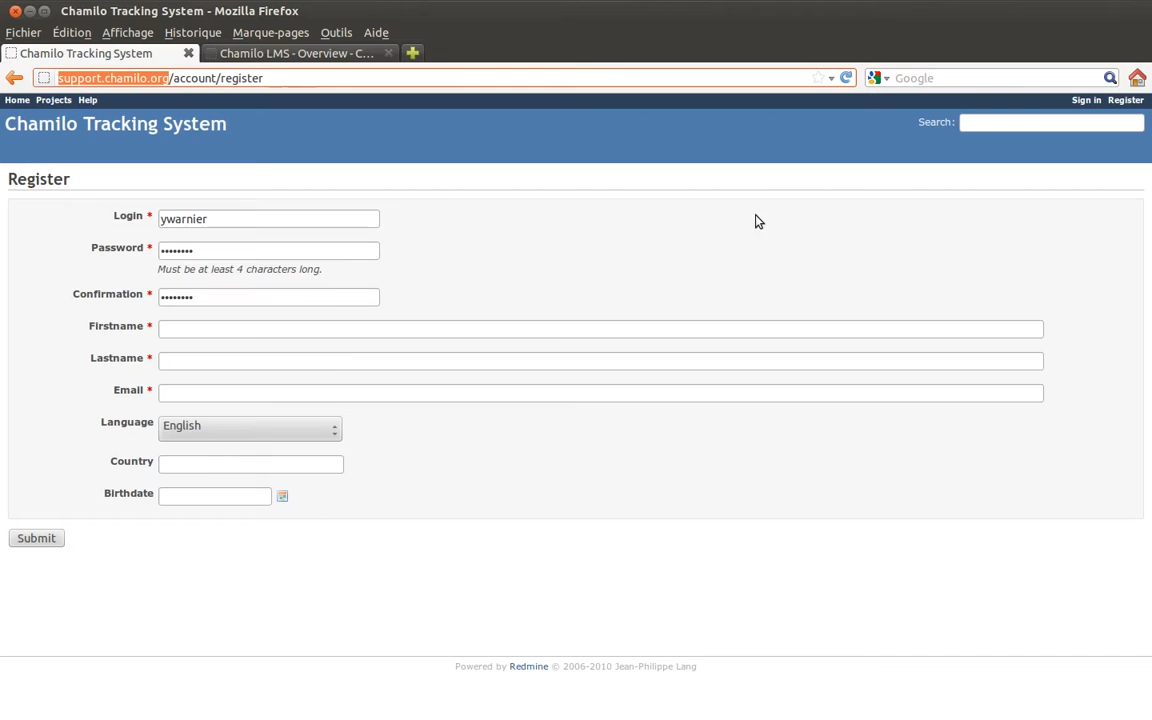 Chamilo Tracking System - Mozilla Firefox
Fichier Édition Affichage Historique Marque-pages Outils Aide
Chamilo Tracking System Chamilo LMS - Overview - C...
support.chamilo.org/account/register Google
Home Projects Help Sign in Register
Chamilo Tracking System Search:
Register
Login * ywarnier
Password * ••••••••
Must be at least 4 characters long.
Confirmation * ••••••••
Firstname *
Lastname *
Email *
Language English
Country
Birthdate
Submit
Powered by Redmine © 2006-2010 Jean-Philippe Lang